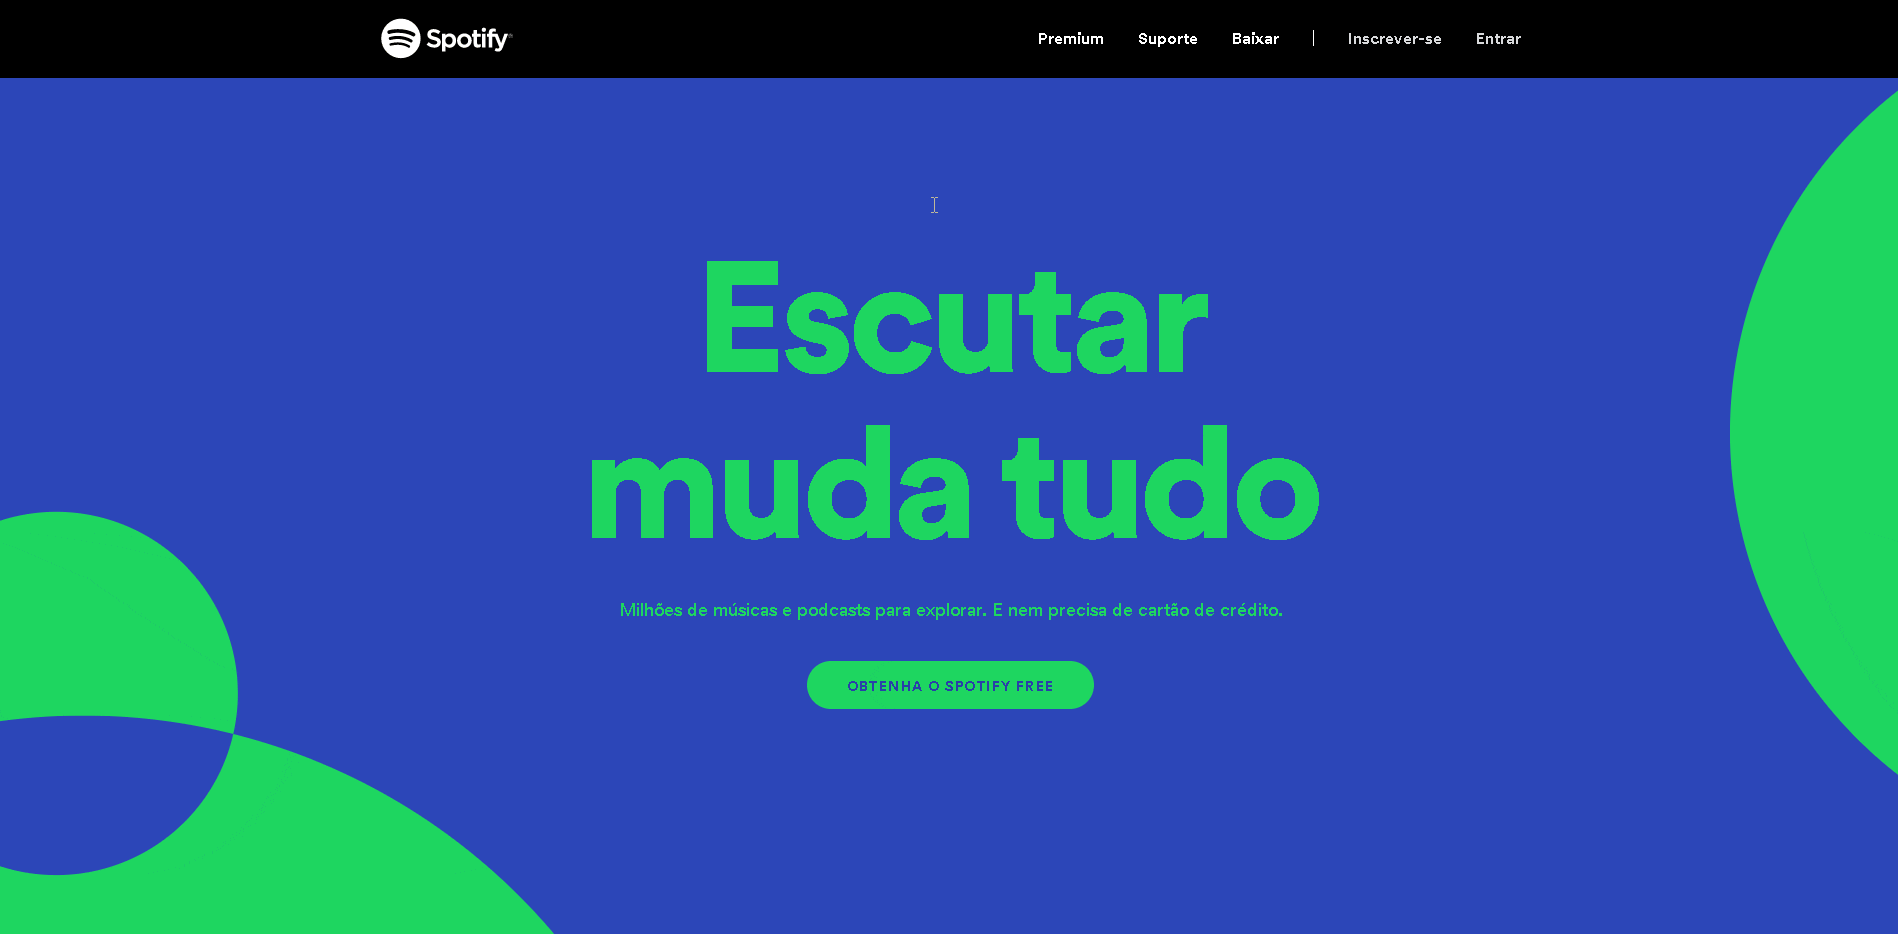 Spotify
Premium Suporte Baixar Inscrever-se Entrar
Escutar
muda tudo
Milhões de músicas e podcasts para explorar. E nem precisa de cartão de crédito.
OBTENHA O SPOTIFY FREE